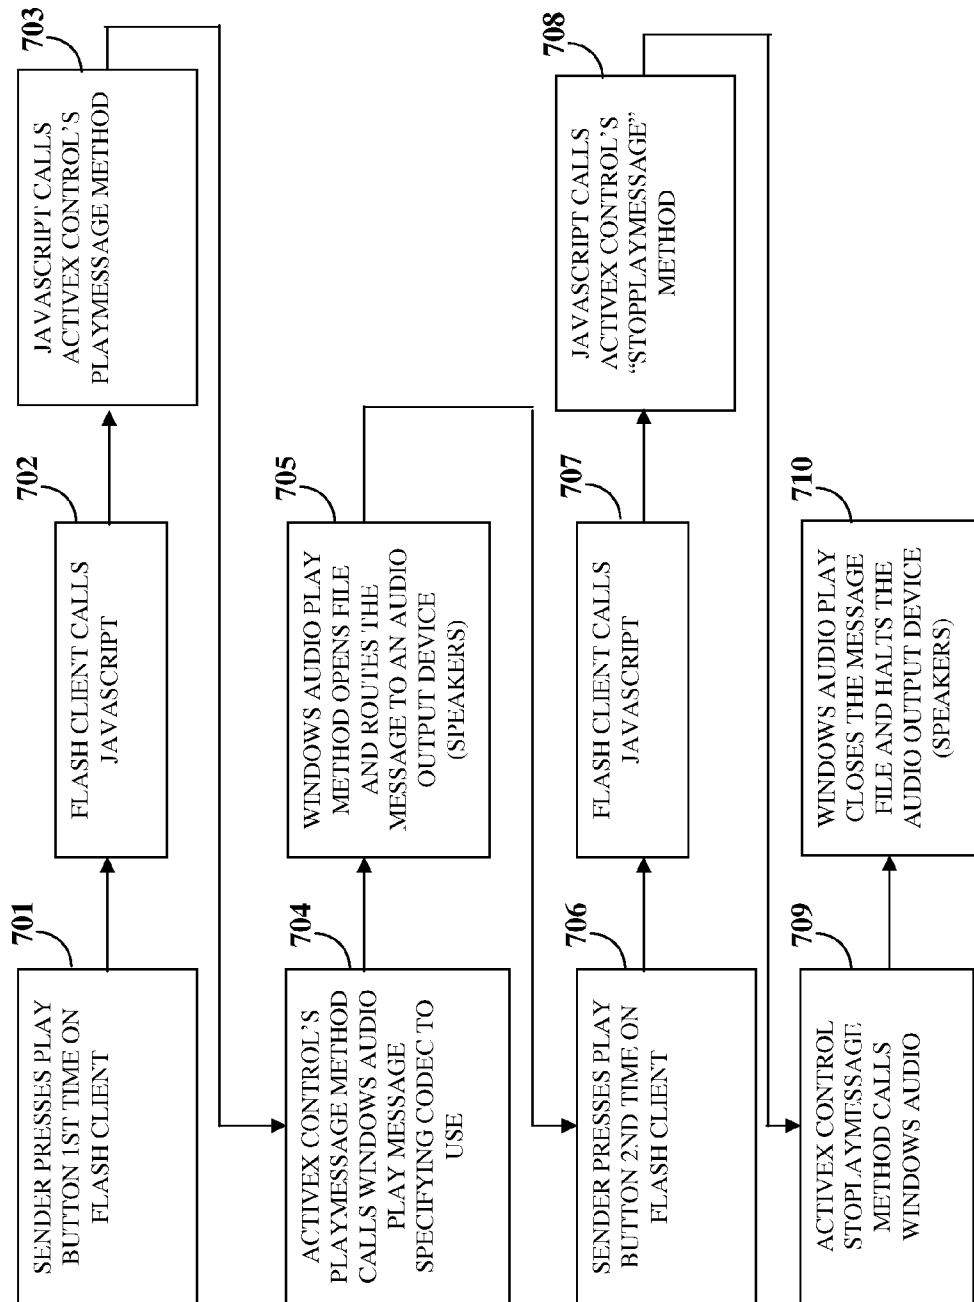 701
SENDER PRESSES PLAY
BUTTON 1ST TIME ON
FLASH CLIENT
702
FLASH CLIENT CALLS
JAVASCRIPT
703
JAVASCRIPT CALLS
ACTIVEX CONTROL'S
PLAYMESSAGE METHOD
704
ACTIVEX CONTROL'S
PLAYMESSAGE METHOD
CALLS WINDOWS AUDIO
PLAY MESSAGE
SPECIFYING CODEC TO
USE
705
WINDOWS AUDIO PLAY
METHOD OPENS FILE
AND ROUTES THE
MESSAGE TO AN AUDIO
OUTPUT DEVICE
(SPEAKERS)
706
SENDER PRESSES PLAY
BUTTON 2ND TIME ON
FLASH CLIENT
707
FLASH CLIENT CALLS
JAVASCRIPT
708
JAVASCRIPT CALLS
ACTIVEX CONTROL'S
“STOPPLAYMESSAGE”
METHOD
709
ACTIVEX CONTROL
STOPLAYMESSAGE
METHOD CALLS
WINDOWS AUDIO
710
WINDOWS AUDIO PLAY
CLOSES THE MESSAGE
FILE AND HALTS THE
AUDIO OUTPUT DEVICE
(SPEAKERS)